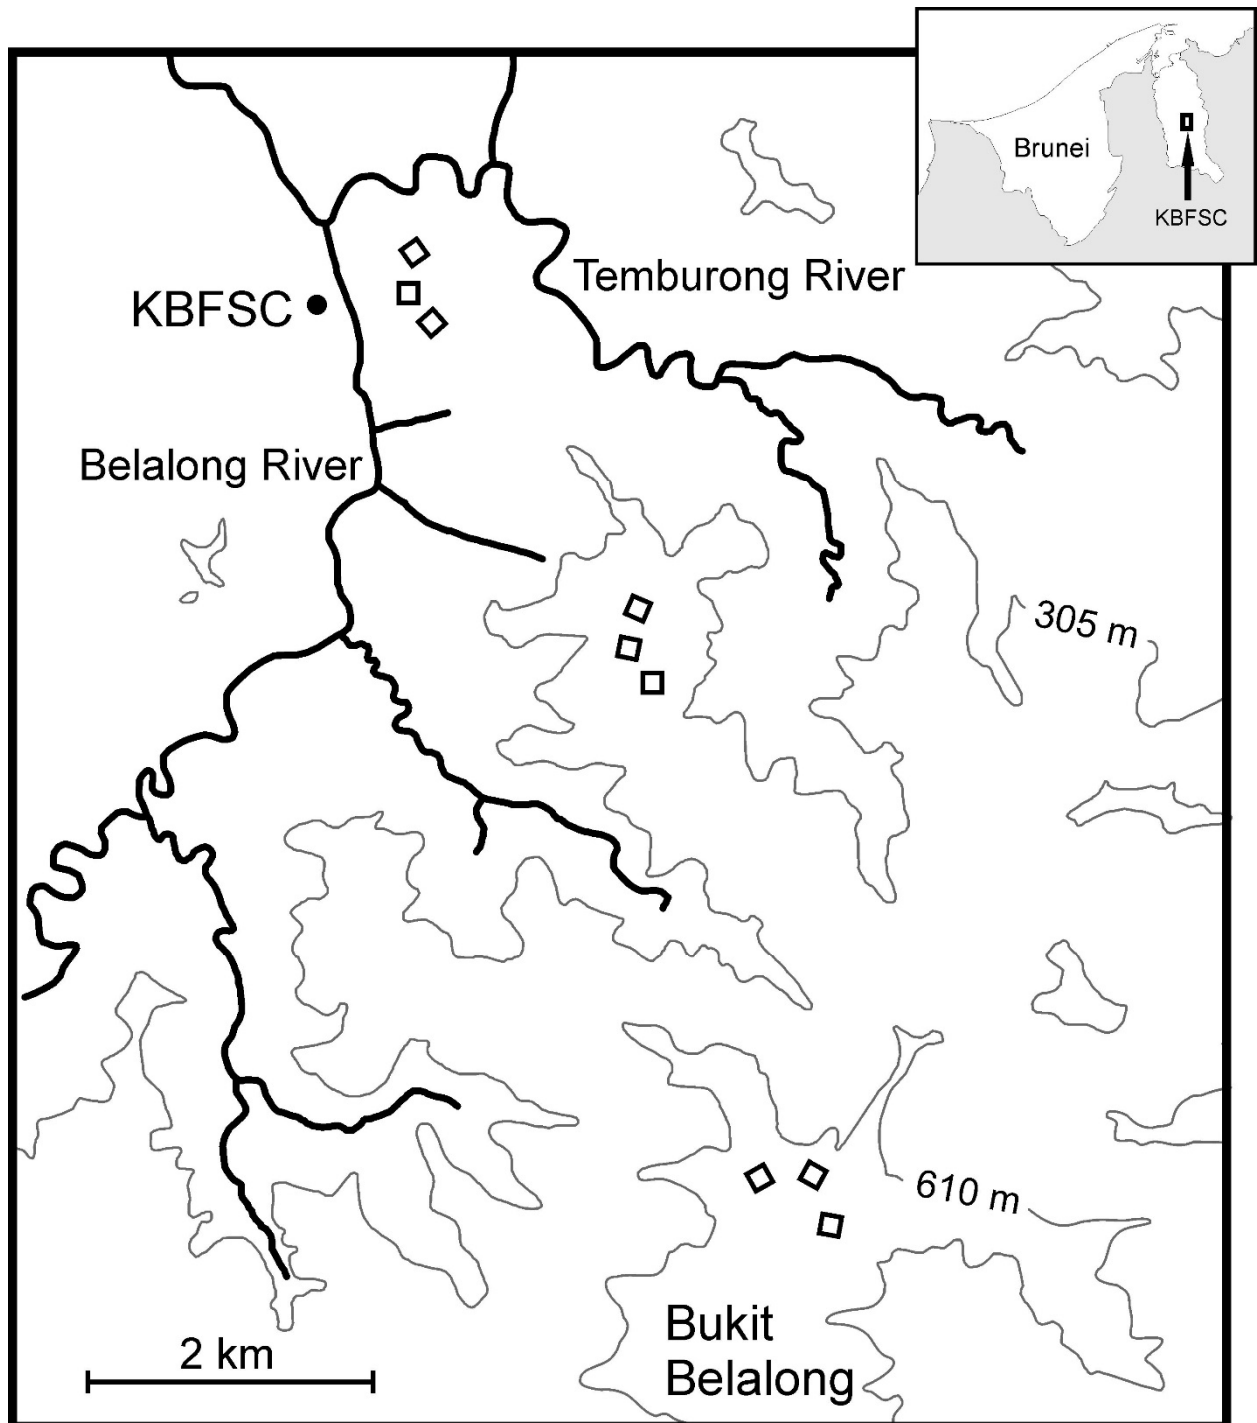 Brunei
KBFSC
Temburong River
KBFSC
Belalong River
305 m
610 m
Bukit
Belalong
2 km